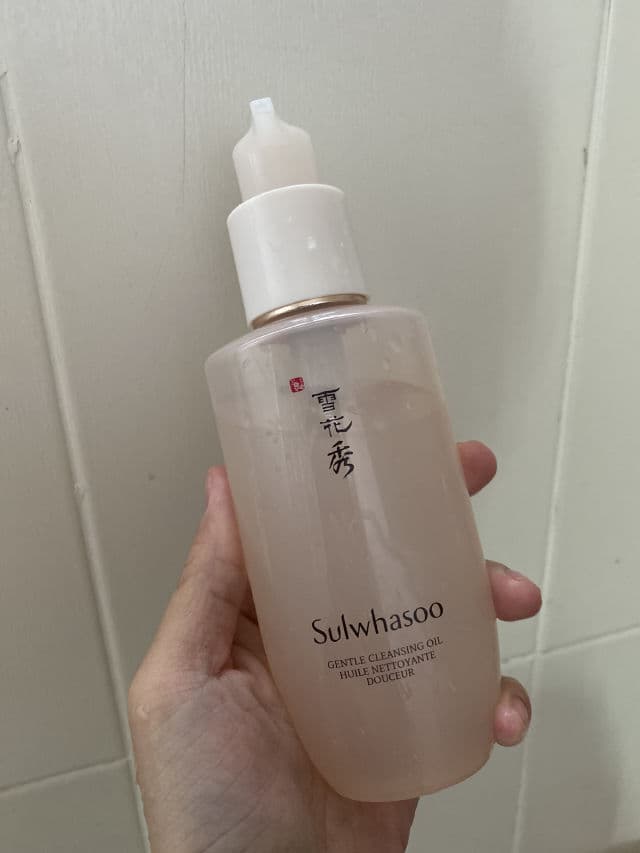 雪花秀
Sulwhasoo
GENTLE CLEANSING OIL
HUILE NETTOYANTE
DOUCEUR